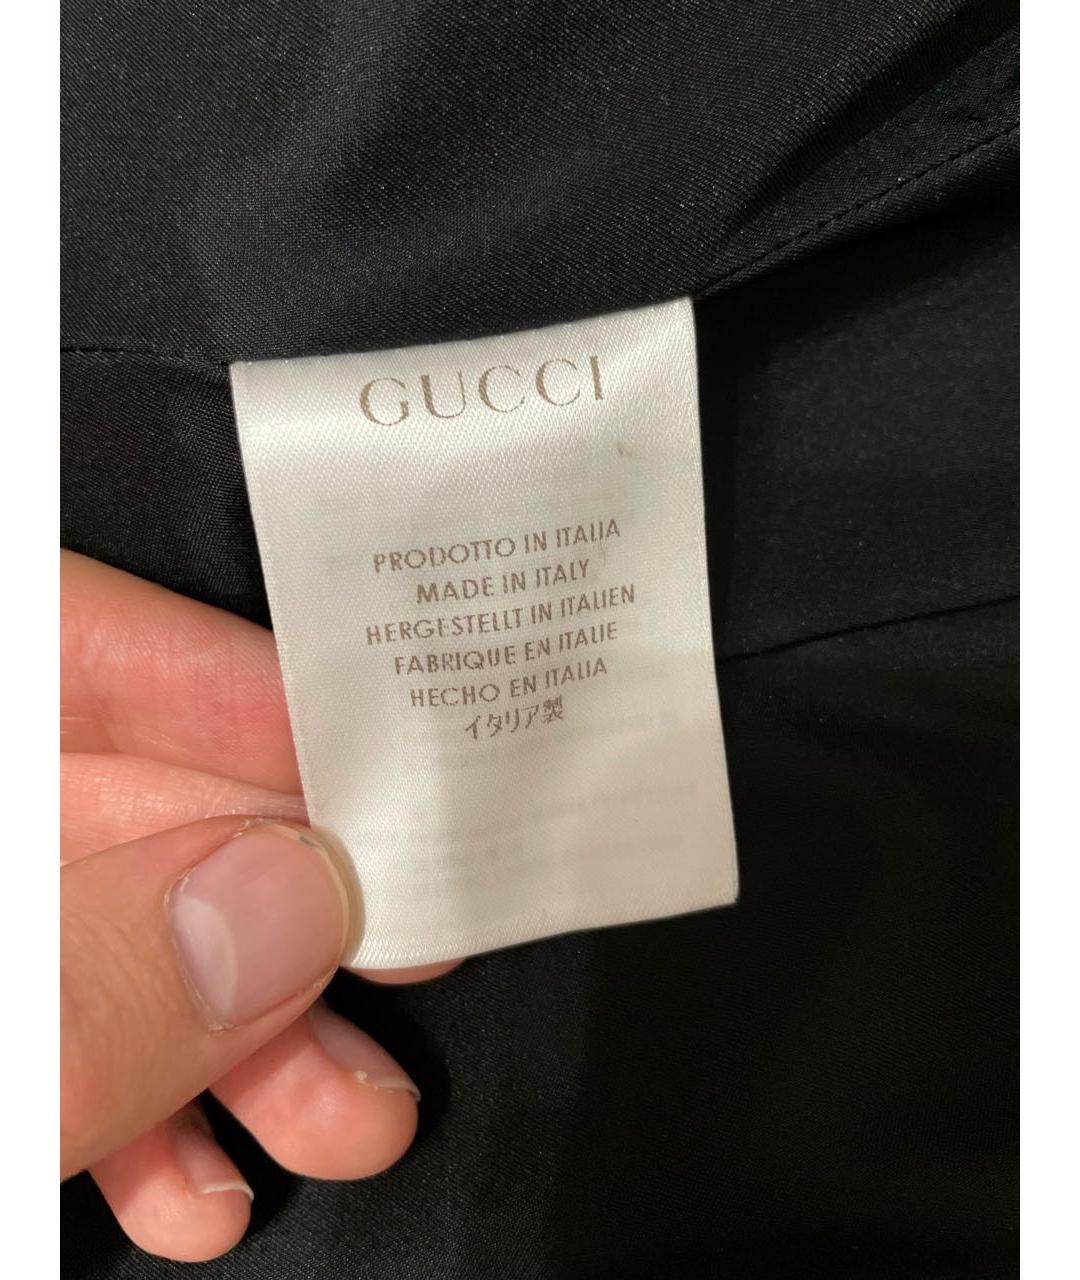 GUCCI
PRODOTTO IN ITALIA
MADE IN ITALY
HERGESTELLT IN ITALIEN
FABRIQUE EN ITALIE
HECHO EN ITALIA
イタリア製